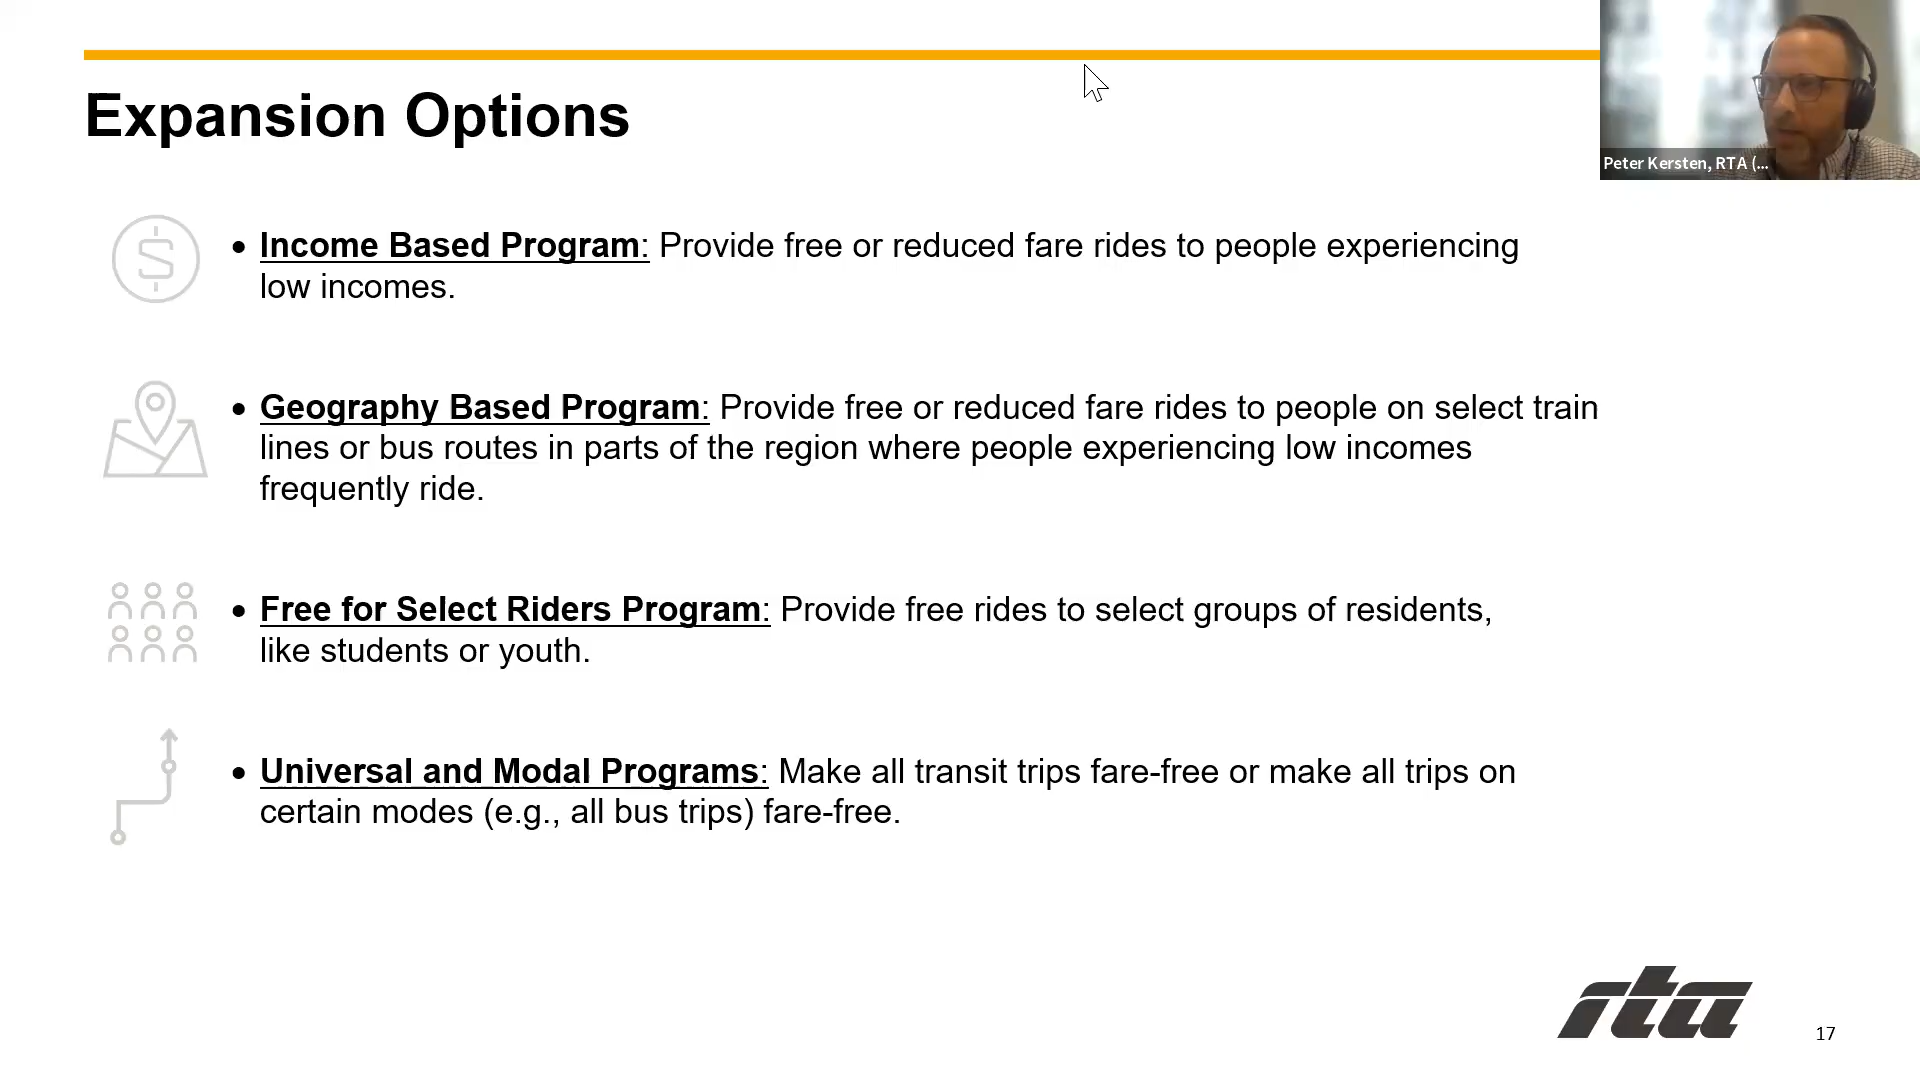 Expansion Options
Peter Kersten, RTA (...
• Income Based Program: Provide free or reduced fare rides to people experiencing
low incomes.
• Geography Based Program: Provide free or reduced fare rides to people on select train
lines or bus routes in parts of the region where people experiencing low incomes
frequently ride.
• Free for Select Riders Program: Provide free rides to select groups of residents,
like students or youth.
• Universal and Modal Programs: Make all transit trips fare-free or make all trips on
certain modes (e.g., all bus trips) fare-free.
rta
17